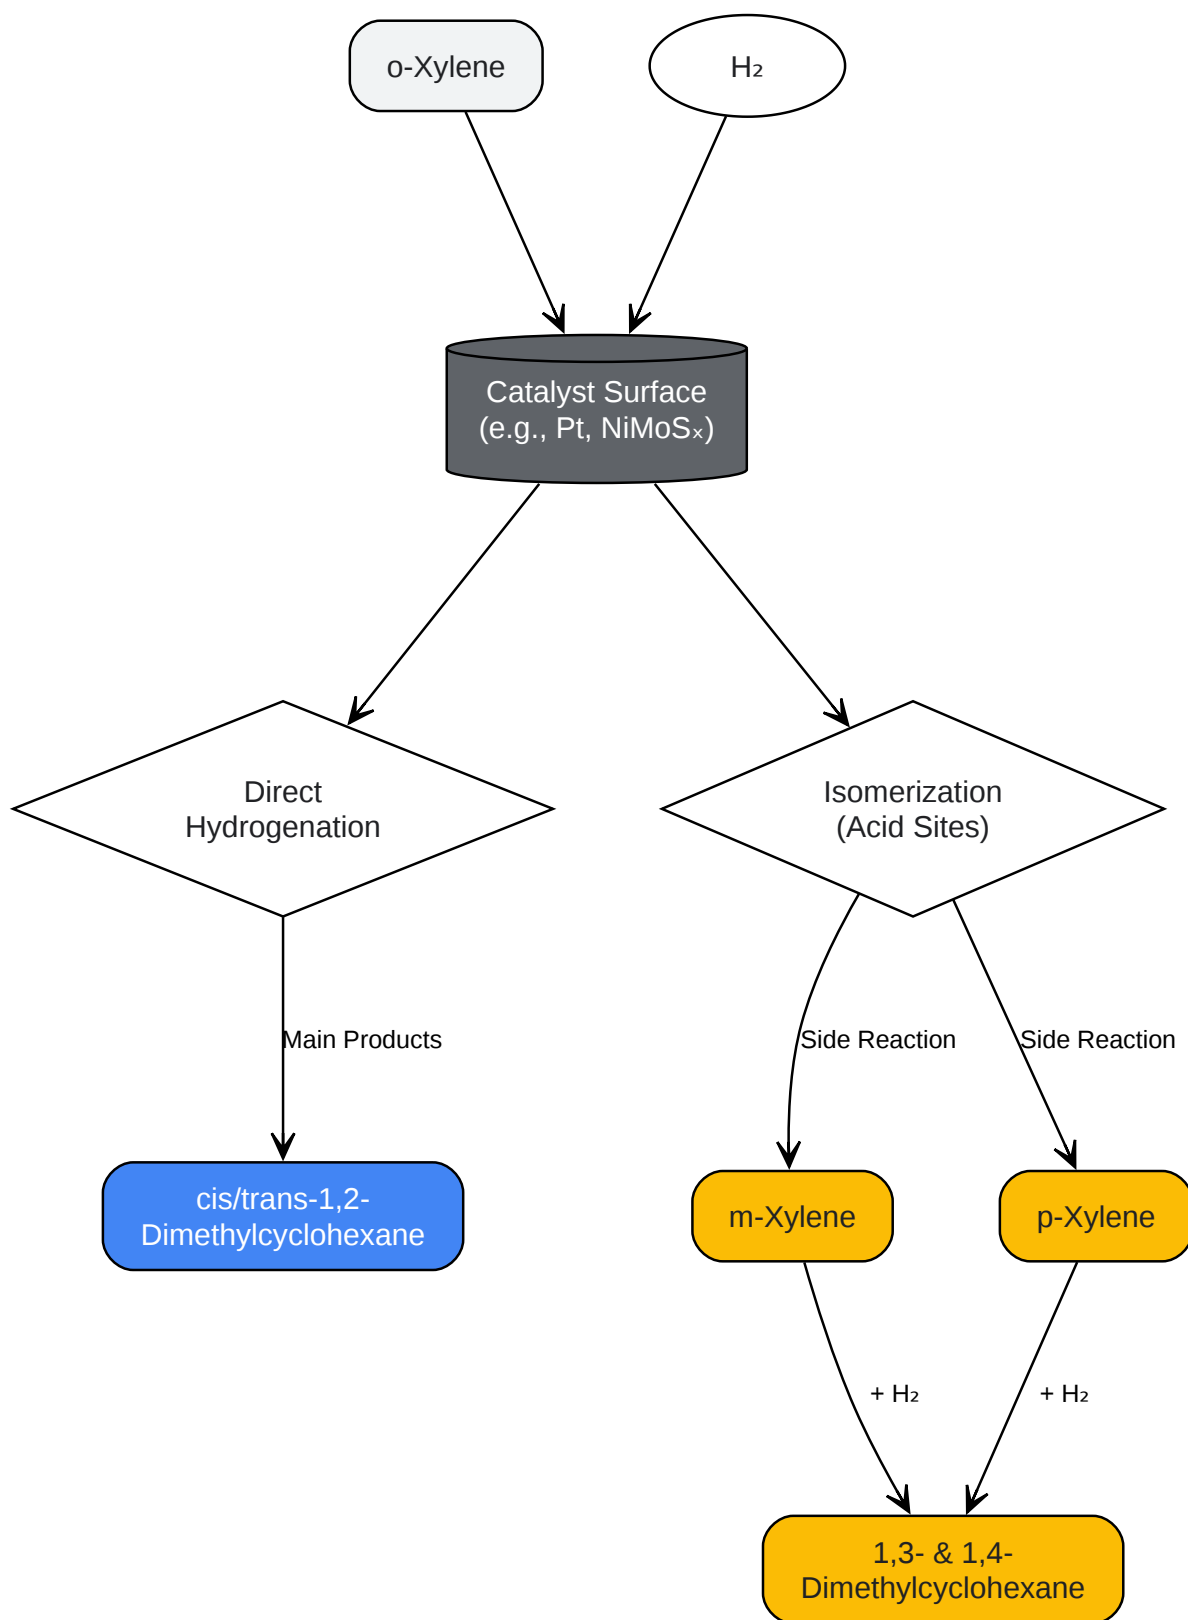 o-Xylene
H₂
Catalyst Surface
(e.g., Pt, NiMoSₓ)
Direct
Hydrogenation
Isomerization
(Acid Sites)
Main Products
Side Reaction
Side Reaction
cis/trans-1,2-
Dimethylcyclohexane
m-Xylene
p-Xylene
+ H₂
+ H₂
1,3- & 1,4-
Dimethylcyclohexane